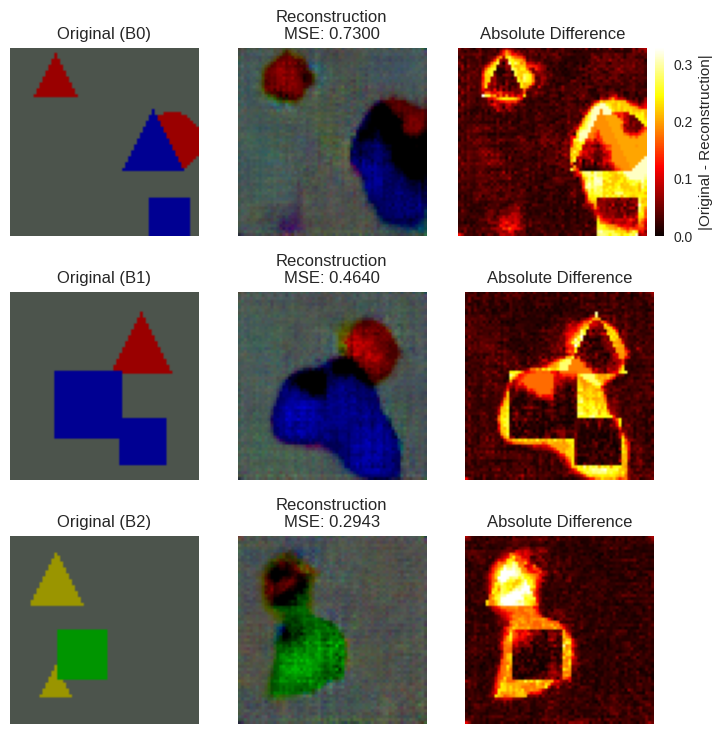 Original (B0)
Reconstruction
MSE: 0.7300
Absolute Difference
0.3
0.2
0.1
0.0
|Original - Reconstruction|
Original (B1)
Reconstruction
MSE: 0.4640
Absolute Difference
Original (B2)
Reconstruction
MSE: 0.2943
Absolute Difference